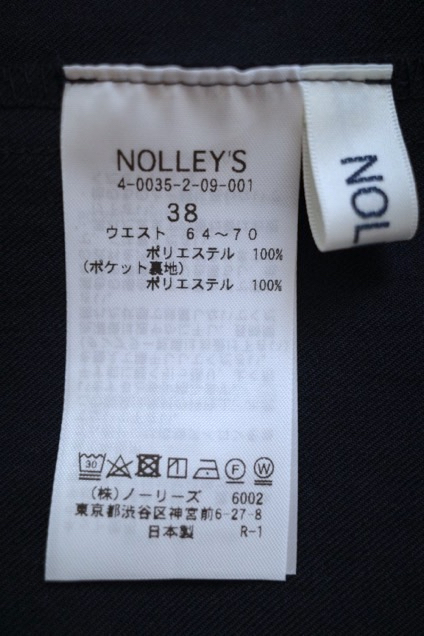 NOLLEY'S
4-0035-2-09-001
38
ウエスト 64〜70
ポリエステル 100%
(ポケット裏地)
ポリエステル 100%
30
F W
(株)ノーリーズ 6002
東京都渋谷区神宮前6-27-8
日本製 R-1
NOL